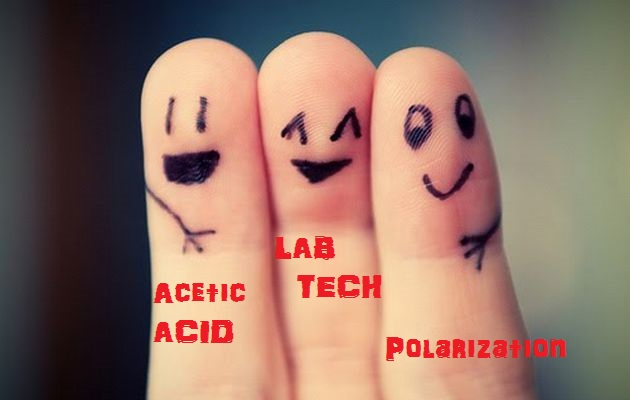 Acetic
ACID
LAB
TECH
Polarization